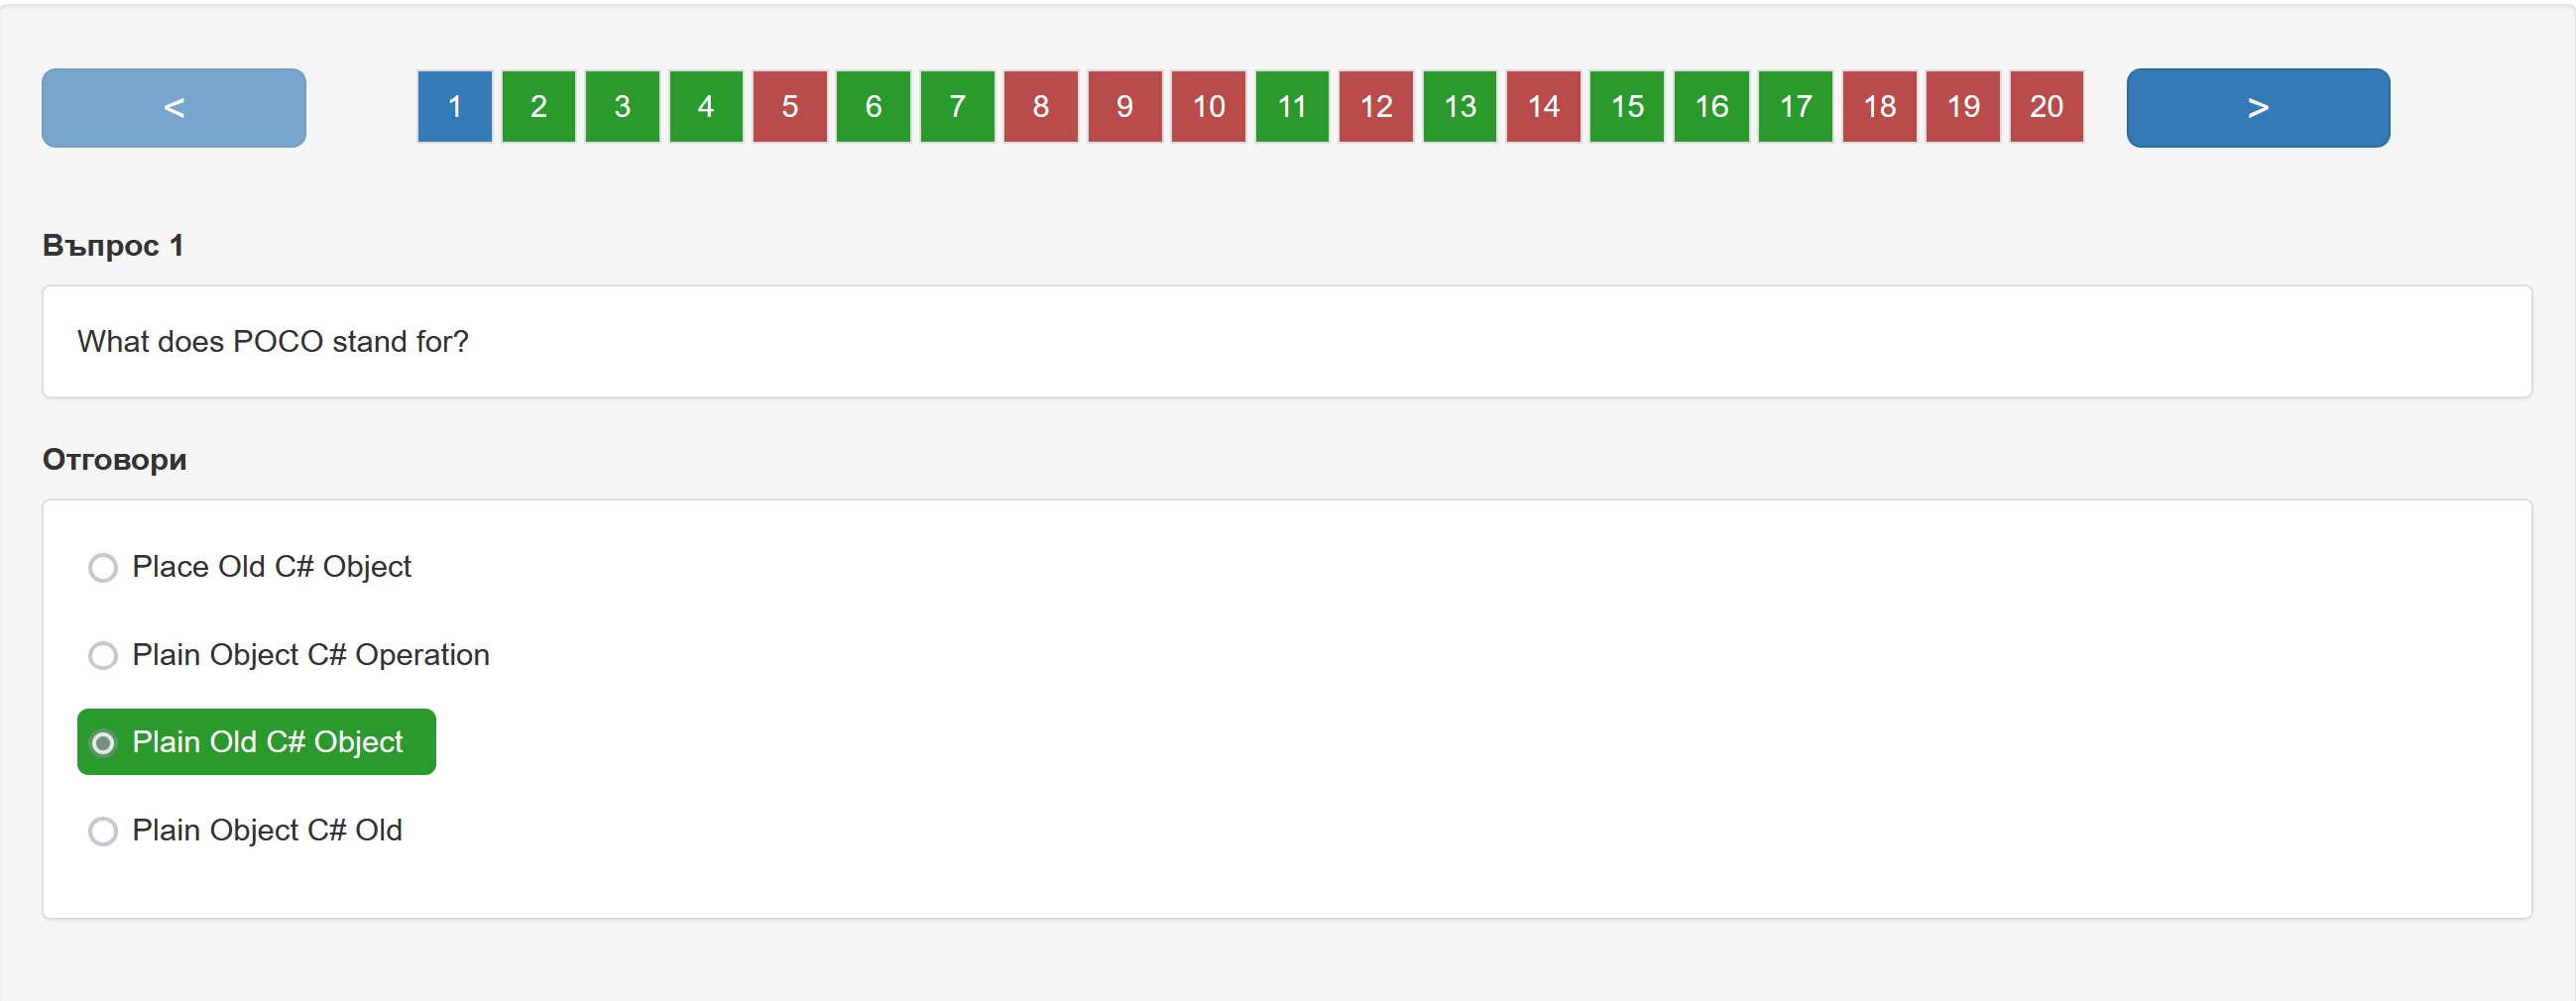 < 1 2 3 4 5 6 7 8 9 10 11 12 13 14 15 16 17 18 19 20 >
Въпрос 1
What does POCO stand for?
Отговори
Place Old C# Object
Plain Object C# Operation
Plain Old C# Object
Plain Object C# Old